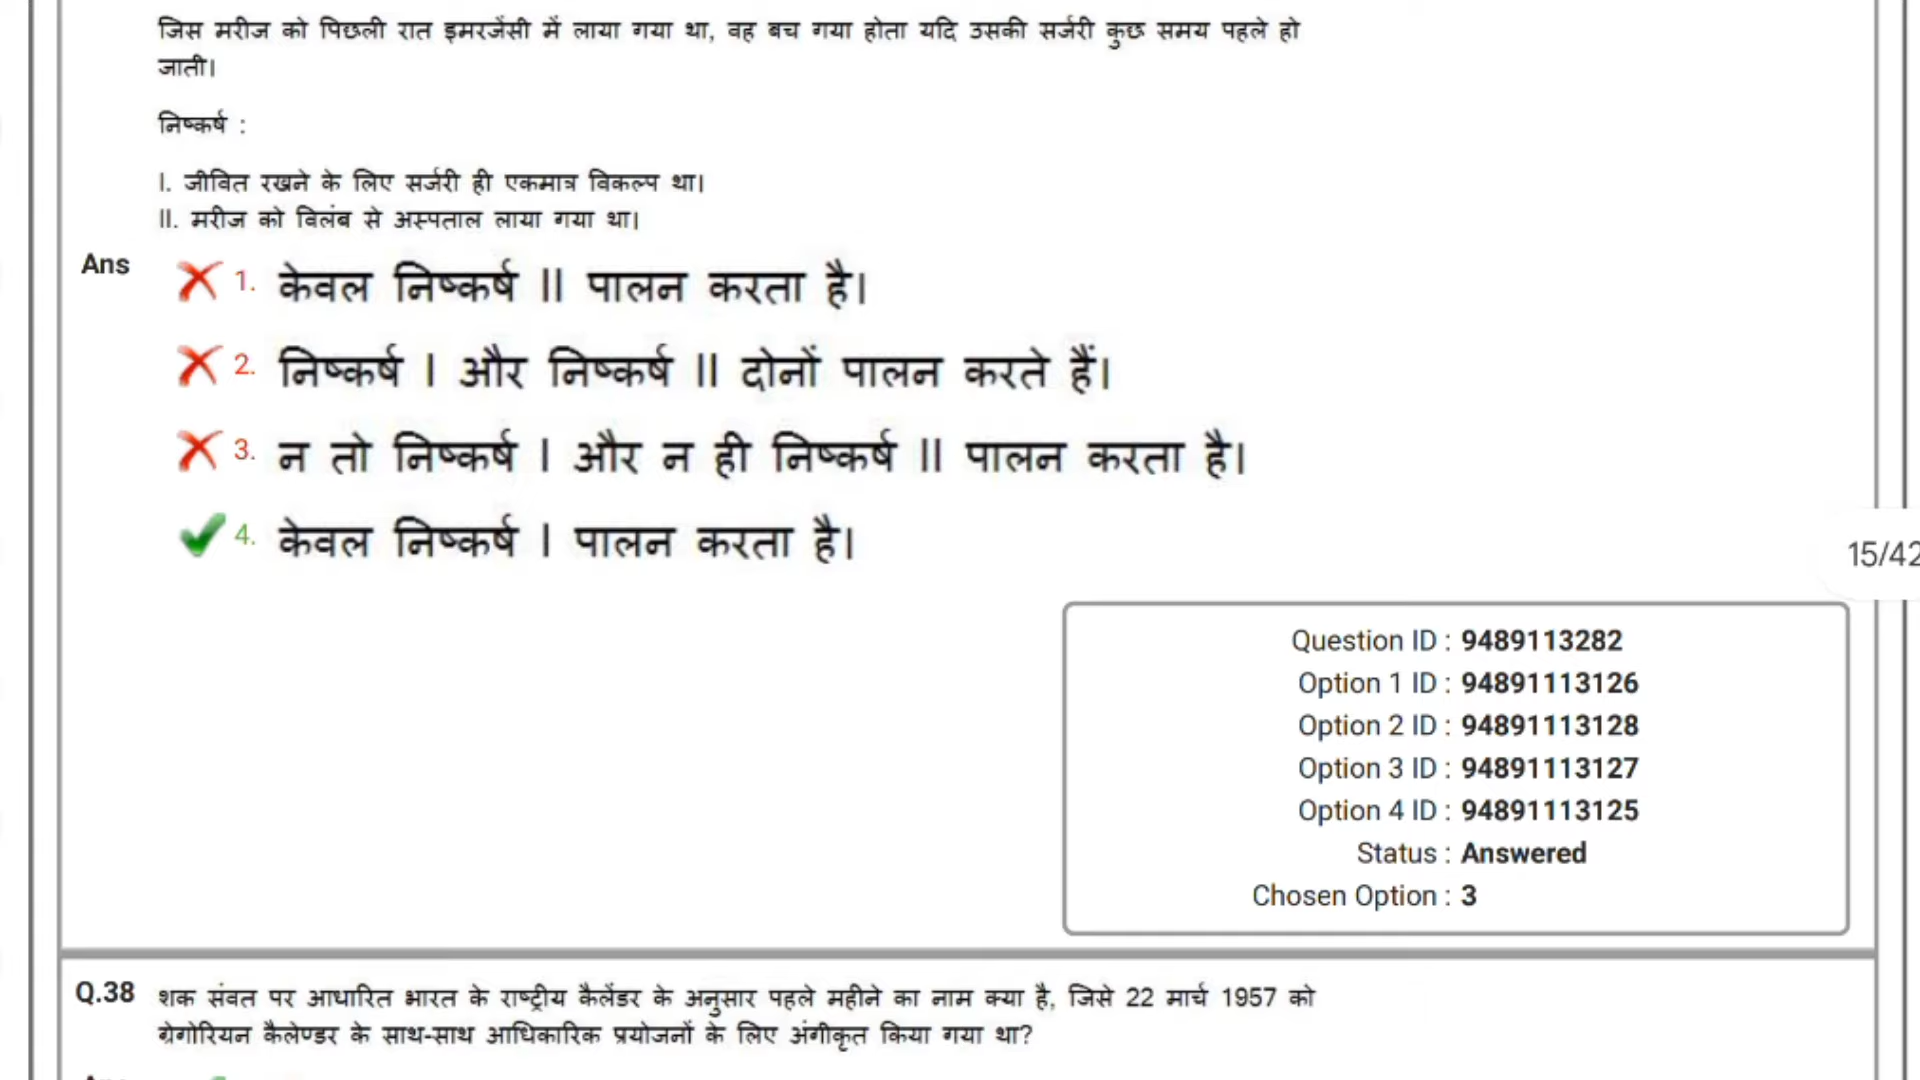 जिस मरीज को पिछली रात इमरजेंसी में लाया गया था, वह बच गया होता यदि उसकी सर्जरी कुछ समय पहले हो
जाती।
निष्कर्ष :
I. जीवित रखने के लिए सर्जरी ही एकमात्र विकल्प था।
II. मरीज को विलंब से अस्पताल लाया गया था।
Ans
1. केवल निष्कर्ष II पालन करता है।
2. निष्कर्ष I और निष्कर्ष II दोनों पालन करते हैं।
3. न तो निष्कर्ष I और न ही निष्कर्ष II पालन करता है।
4. केवल निष्कर्ष I पालन करता है।
15/42
Question ID : 9489113282
Option 1 ID : 94891113126
Option 2 ID : 94891113128
Option 3 ID : 94891113127
Option 4 ID : 94891113125
Status : Answered
Chosen Option : 3
Q.38 शक संवत पर आधारित भारत के राष्ट्रीय कैलेंडर के अनुसार पहले महीने का नाम क्या है, जिसे 22 मार्च 1957 को
ग्रेगोरियन कैलेण्डर के साथ-साथ आधिकारिक प्रयोजनों के लिए अंगीकृत किया गया था?